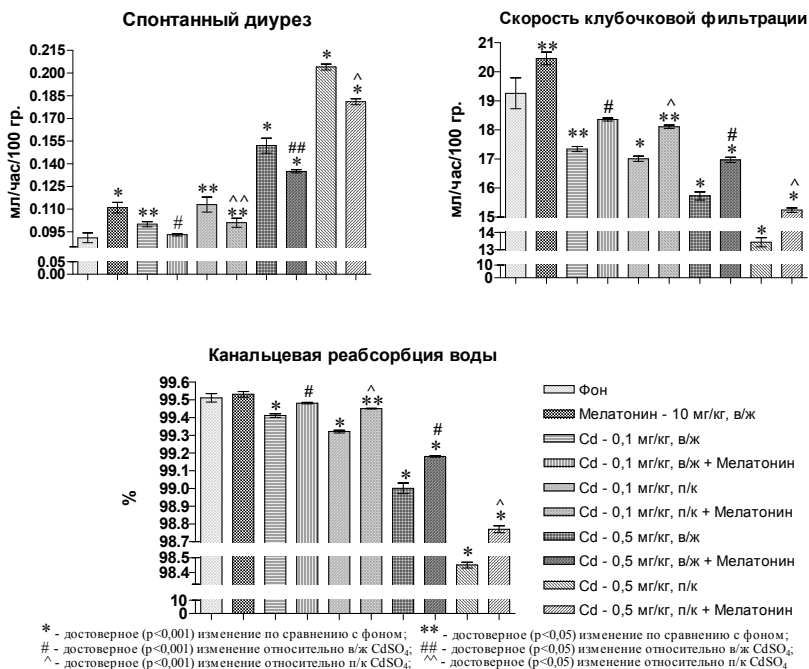 Спонтанный диурез
мл/час/100 гр.
0.215
0.200
0.185
0.170
0.155
0.140
0.125
0.110
0.095
0.05
0.00
* ** # ** ^^ ** * ## * * ^ *
Скорость клубочковой фильтрации
мл/час/100 гр.
21
20
19
18
17
16
15
14
13
10
0
** ** # * ^ ** * # * * ^ *
Канальцевая реабсорбция воды
%
99.6
99.5
99.4
99.3
99.2
99.1
99.0
98.9
98.8
98.7
98.5
98.4
10
0
* # * ^ ** * # * * ^ *
Фон
Мелатонин - 10 мг/кг, в/ж
Cd - 0,1 мг/кг, в/ж
Cd - 0,1 мг/кг, в/ж + Мелатонин
Cd - 0,1 мг/кг, п/к
Cd - 0,1 мг/кг, п/к + Мелатонин
Cd - 0,5 мг/кг, в/ж
Cd - 0,5 мг/кг, в/ж + Мелатонин
Cd - 0,5 мг/кг, п/к
Cd - 0,5 мг/кг, п/к + Мелатонин
* - достоверное (p<0,001) изменение по сравнению с фоном; ** - достоверное (p<0,05) изменение по сравнению с фоном;
# - достоверное (p<0,001) изменение относительно в/ж CdSO₄; ## - достоверное (p<0,05) изменение относительно в/ж CdSO₄;
^ - достоверное (p<0,001) изменение относительно п/к CdSO₄; ^^ - достоверное (p<0,05) изменение относительно п/к CdSO₄;